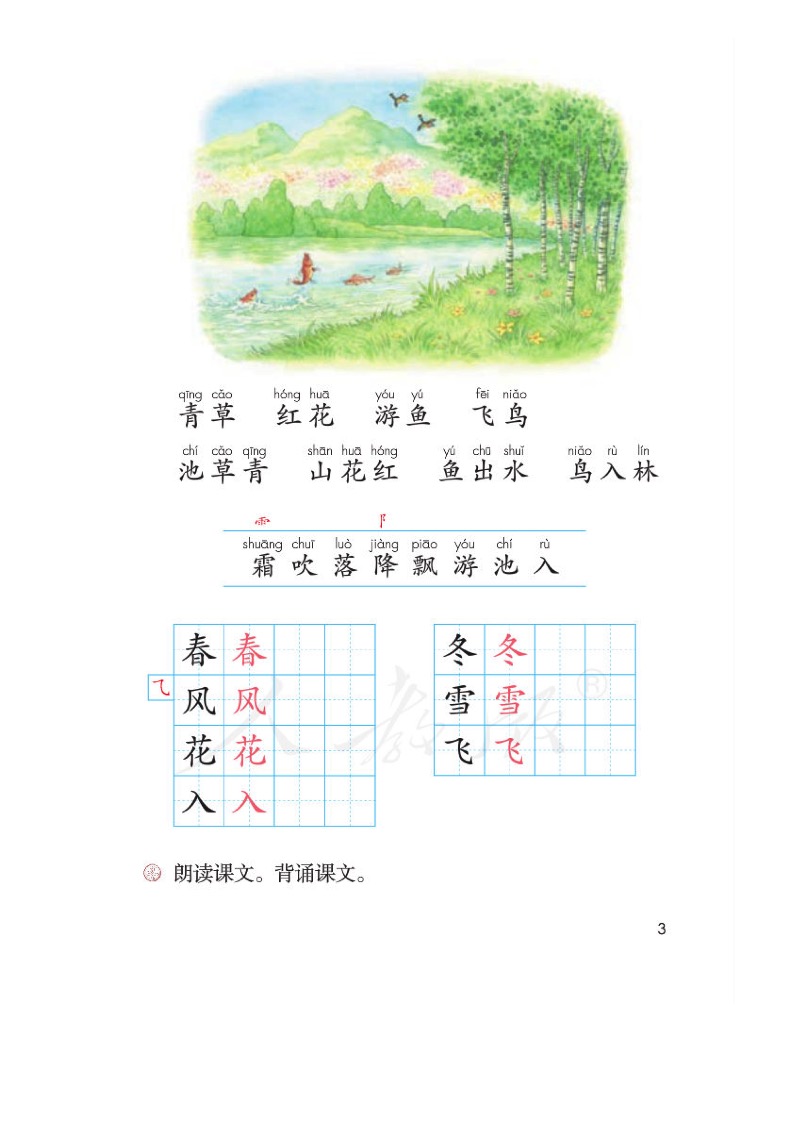 qīng cǎo hóng huā yóu yú fēi niǎo
青草 红花 游鱼 飞鸟
chí cǎo qīng shān huā hóng yú chū shuǐ niǎo rù lín
池草青 山花红 鱼出水 鸟入林
⻗ 阝
shuāng chuī luò jiàng piāo yóu chí rù
霜 吹 落 降 飘 游 池 入
春 春 冬 冬
⺄ 风 风 雪 雪
花 花 飞 飞
入 入
人教版®
朗读课文。背诵课文。
3